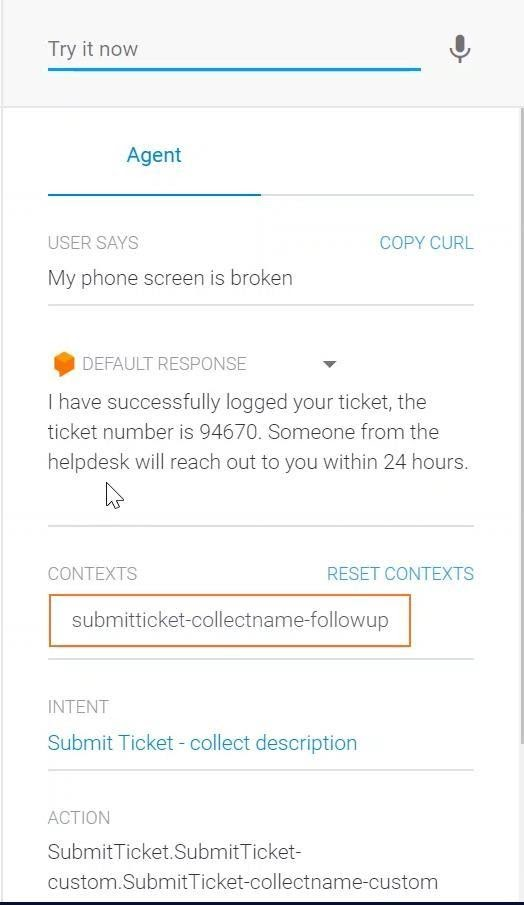 Try it now
Agent
USER SAYS
COPY CURL
My phone screen is broken
DEFAULT RESPONSE
I have successfully logged your ticket, the
ticket number is 94670. Someone from the
helpdesk will reach out to you within 24 hours.
CONTEXTS
RESET CONTEXTS
submitticket-collectname-followup
INTENT
Submit Ticket - collect description
ACTION
SubmitTicket.SubmitTicket-
custom.SubmitTicket-collectname-custom